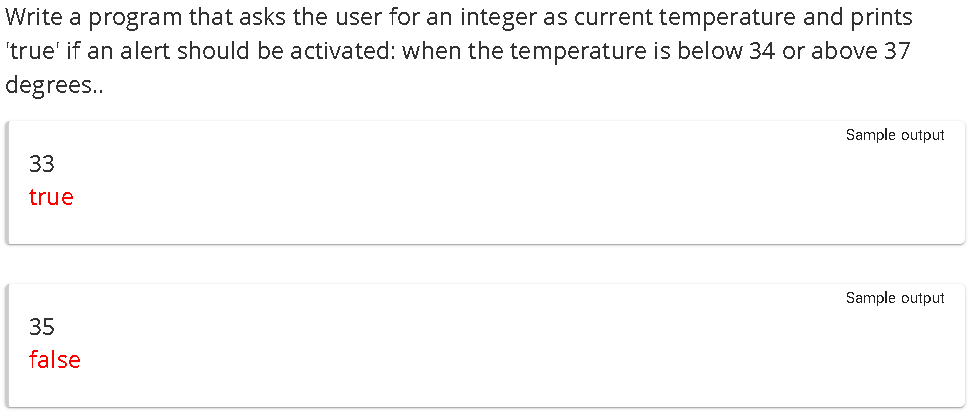 Write a program that asks the user for an integer as current temperature and prints
'true' if an alert should be activated: when the temperature is below 34 or above 37
degrees..
Sample output
33
true
Sample output
35
false